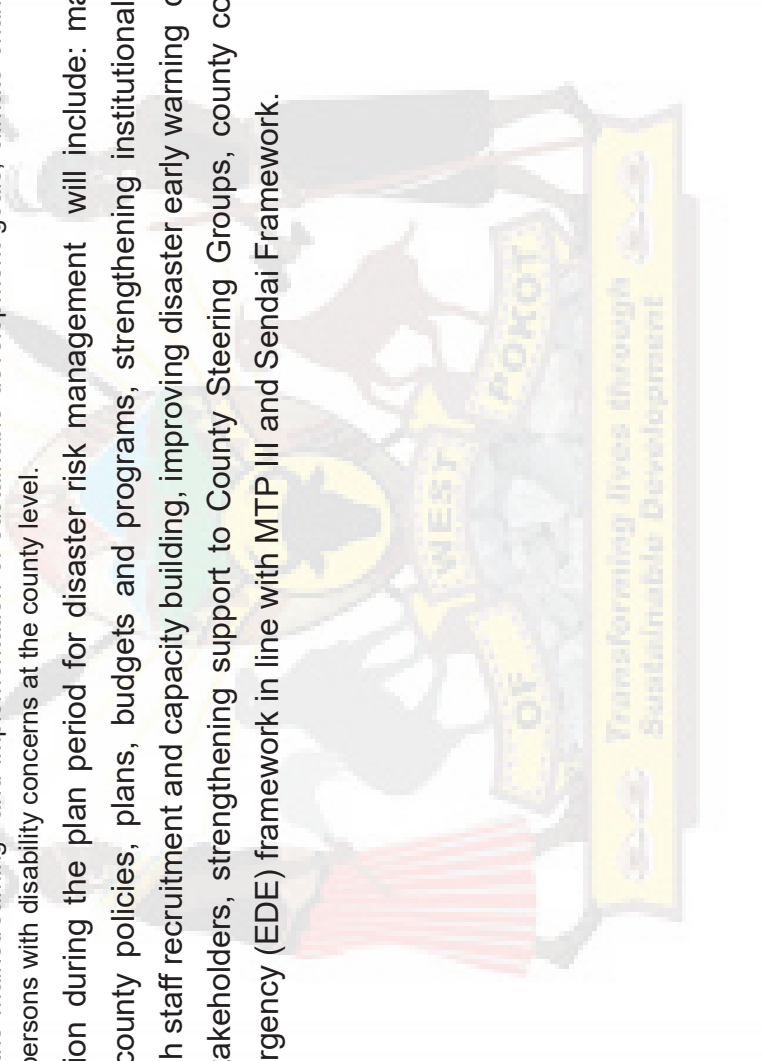 persons with disability concerns at the county level.
ion during the plan period for disaster risk management will include: ma
county policies, plans, budgets and programs, strengthening institutional
h staff recruitment and capacity building, improving disaster early warning
takeholders, strengthening support to County Steering Groups, county co
rgency (EDE) framework in line with MTP III and Sendai Framework.
OF WEST POKOT
Transforming lives through
Sustainable Development